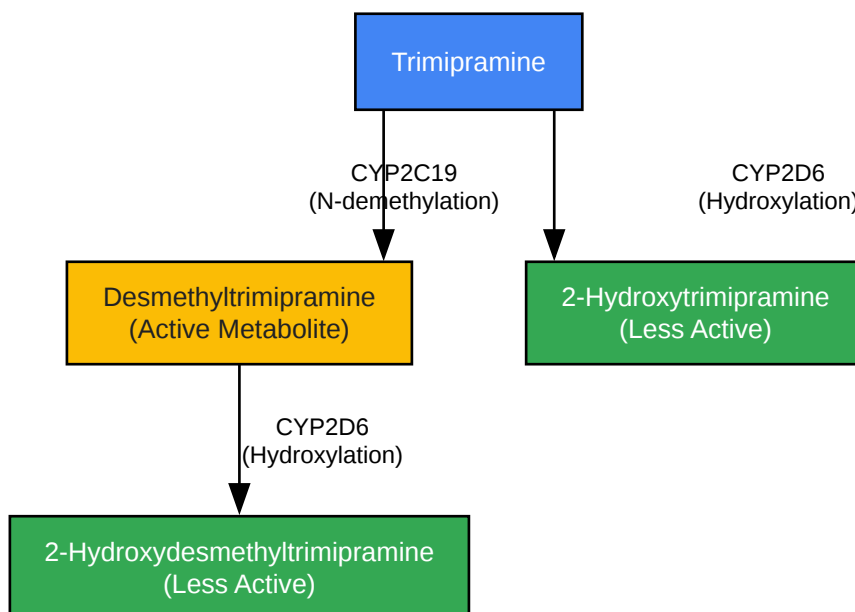 Trimipramine
CYP2C19
(N-demethylation)
CYP2D6
(Hydroxylation)
Desmethyltrimipramine
(Active Metabolite)
2-Hydroxytrimipramine
(Less Active)
CYP2D6
(Hydroxylation)
2-Hydroxydesmethyltrimipramine
(Less Active)